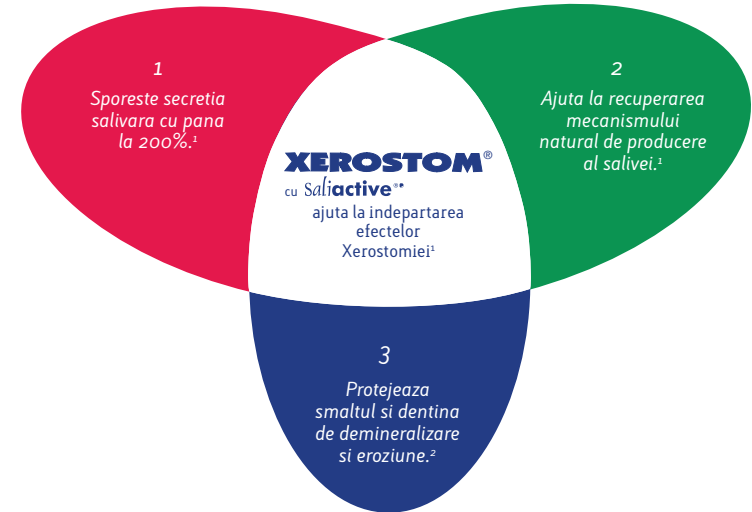 1
Sporeste secretia
salivara cu pana
la 200%.¹
2
Ajuta la recuperarea
mecanismului
natural de producere
al salivei.¹
XEROSTOM®
cu Saliactive®*
ajuta la indepartarea
efectelor
Xerostomiei¹
3
Protejeaza
smaltul si dentina
de demineralizare
si eroziune.²